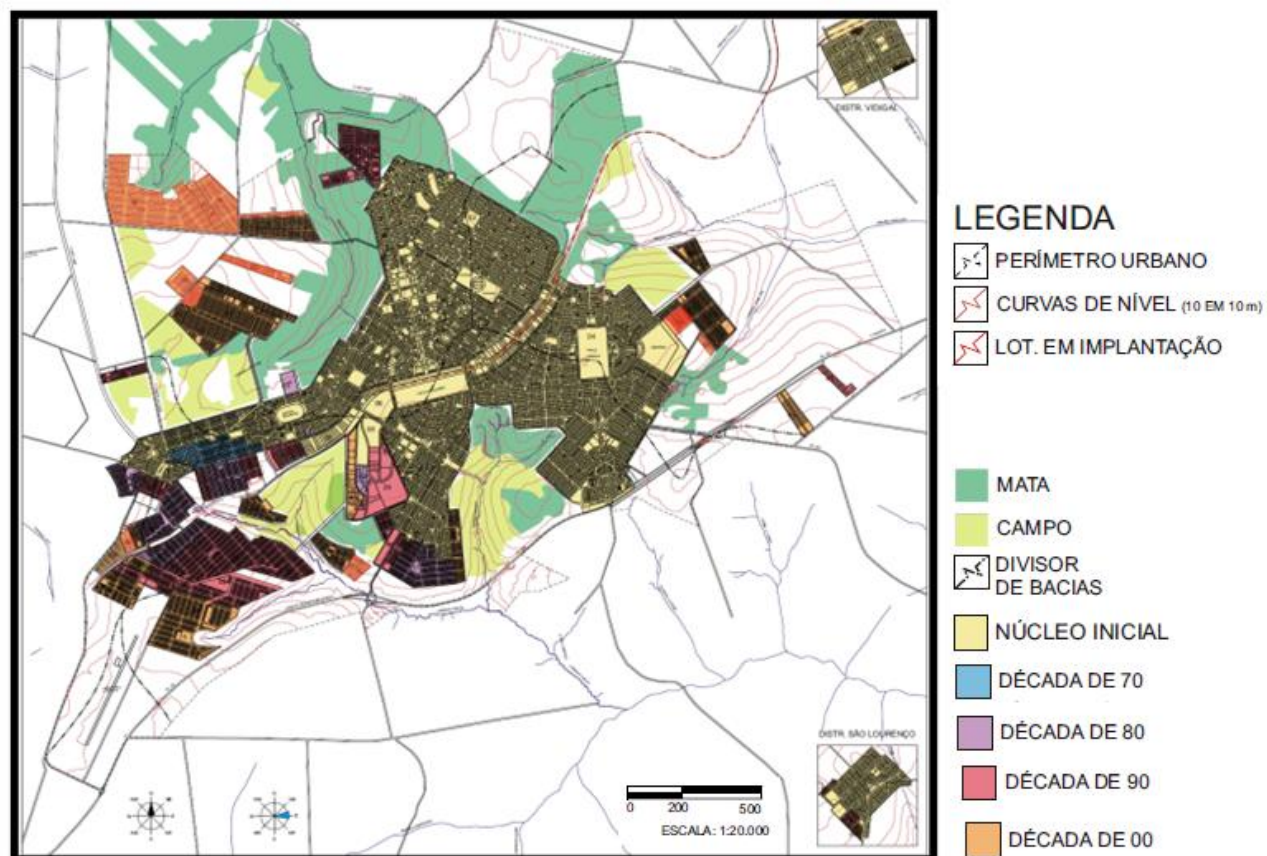 DISTR. VIDIGAL
LEGENDA
PERÍMETRO URBANO
CURVAS DE NÍVEL (10 EM 10 m)
LOT. EM IMPLANTAÇÃO
MATA
CAMPO
DIVISOR
DE BACIAS
NÚCLEO INICIAL
DÉCADA DE 70
DÉCADA DE 80
DÉCADA DE 90
DÉCADA DE 00
DISTR. SÃO LOURENÇO
0 200 500
ESCALA: 1:20.000